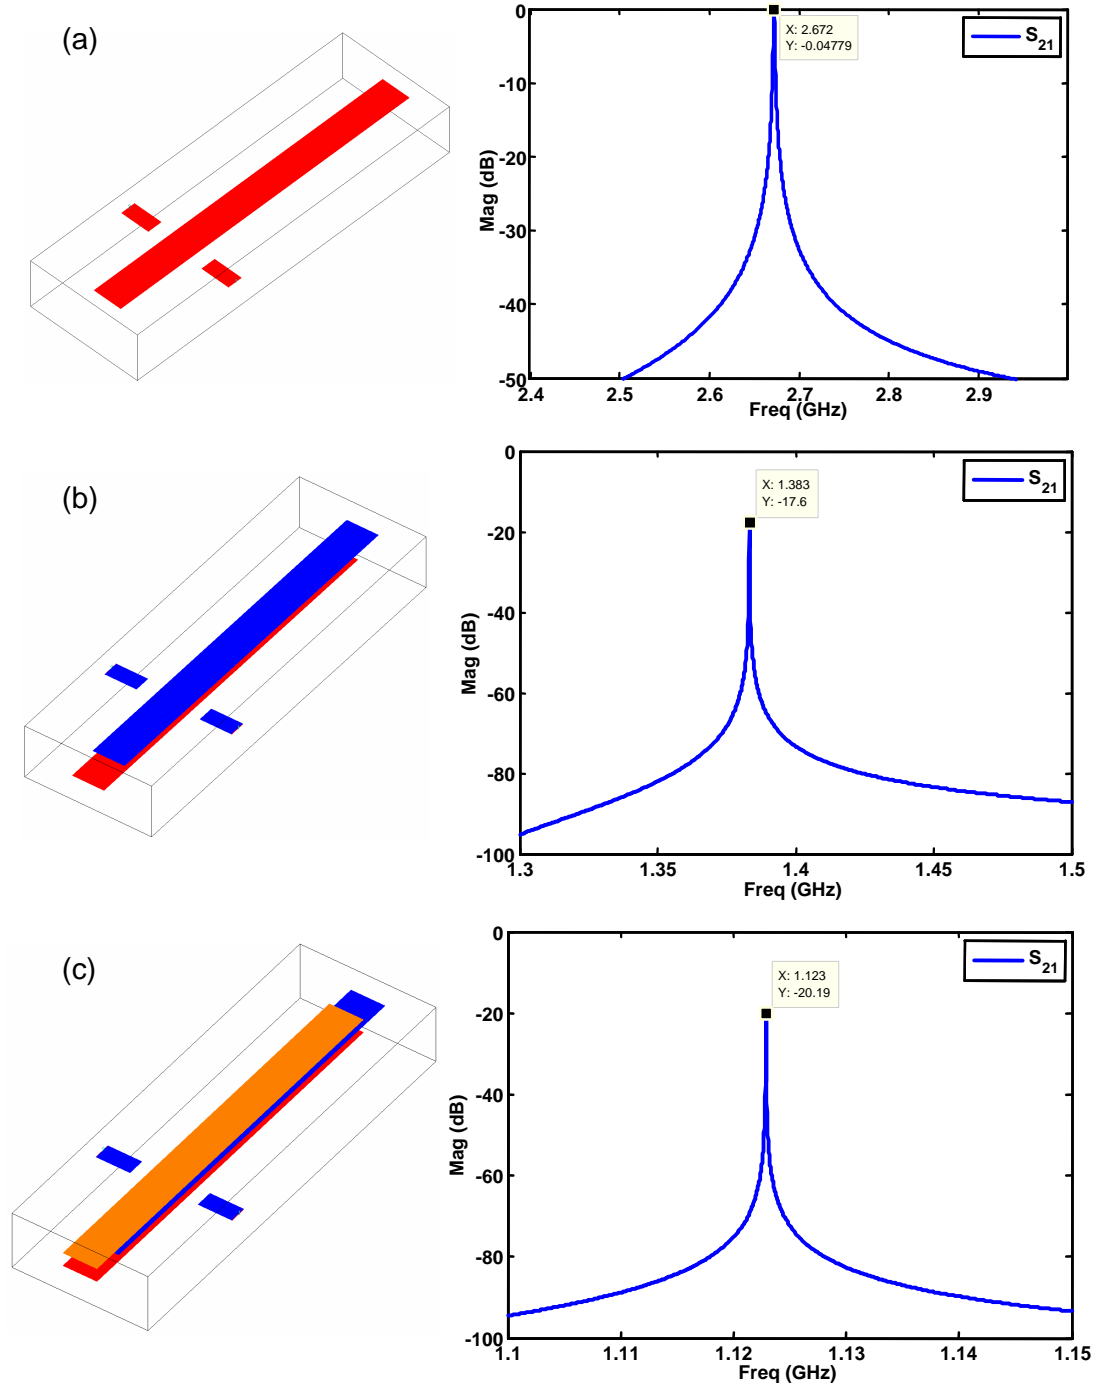 (a)
X: 2.672
Y: -0.04779
S21
0
-10
-20
-30
-40
-50
Mag (dB)
2.4
2.5
2.6
2.7
2.8
2.9
Freq (GHz)
(b)
X: 1.383
Y: -17.6
S21
0
-20
-40
-60
-80
-100
Mag (dB)
1.3
1.35
1.4
1.45
1.5
Freq (GHz)
(c)
X: 1.123
Y: -20.19
S21
0
-20
-40
-60
-80
-100
Mag (dB)
1.1
1.11
1.12
1.13
1.14
1.15
Freq (GHz)